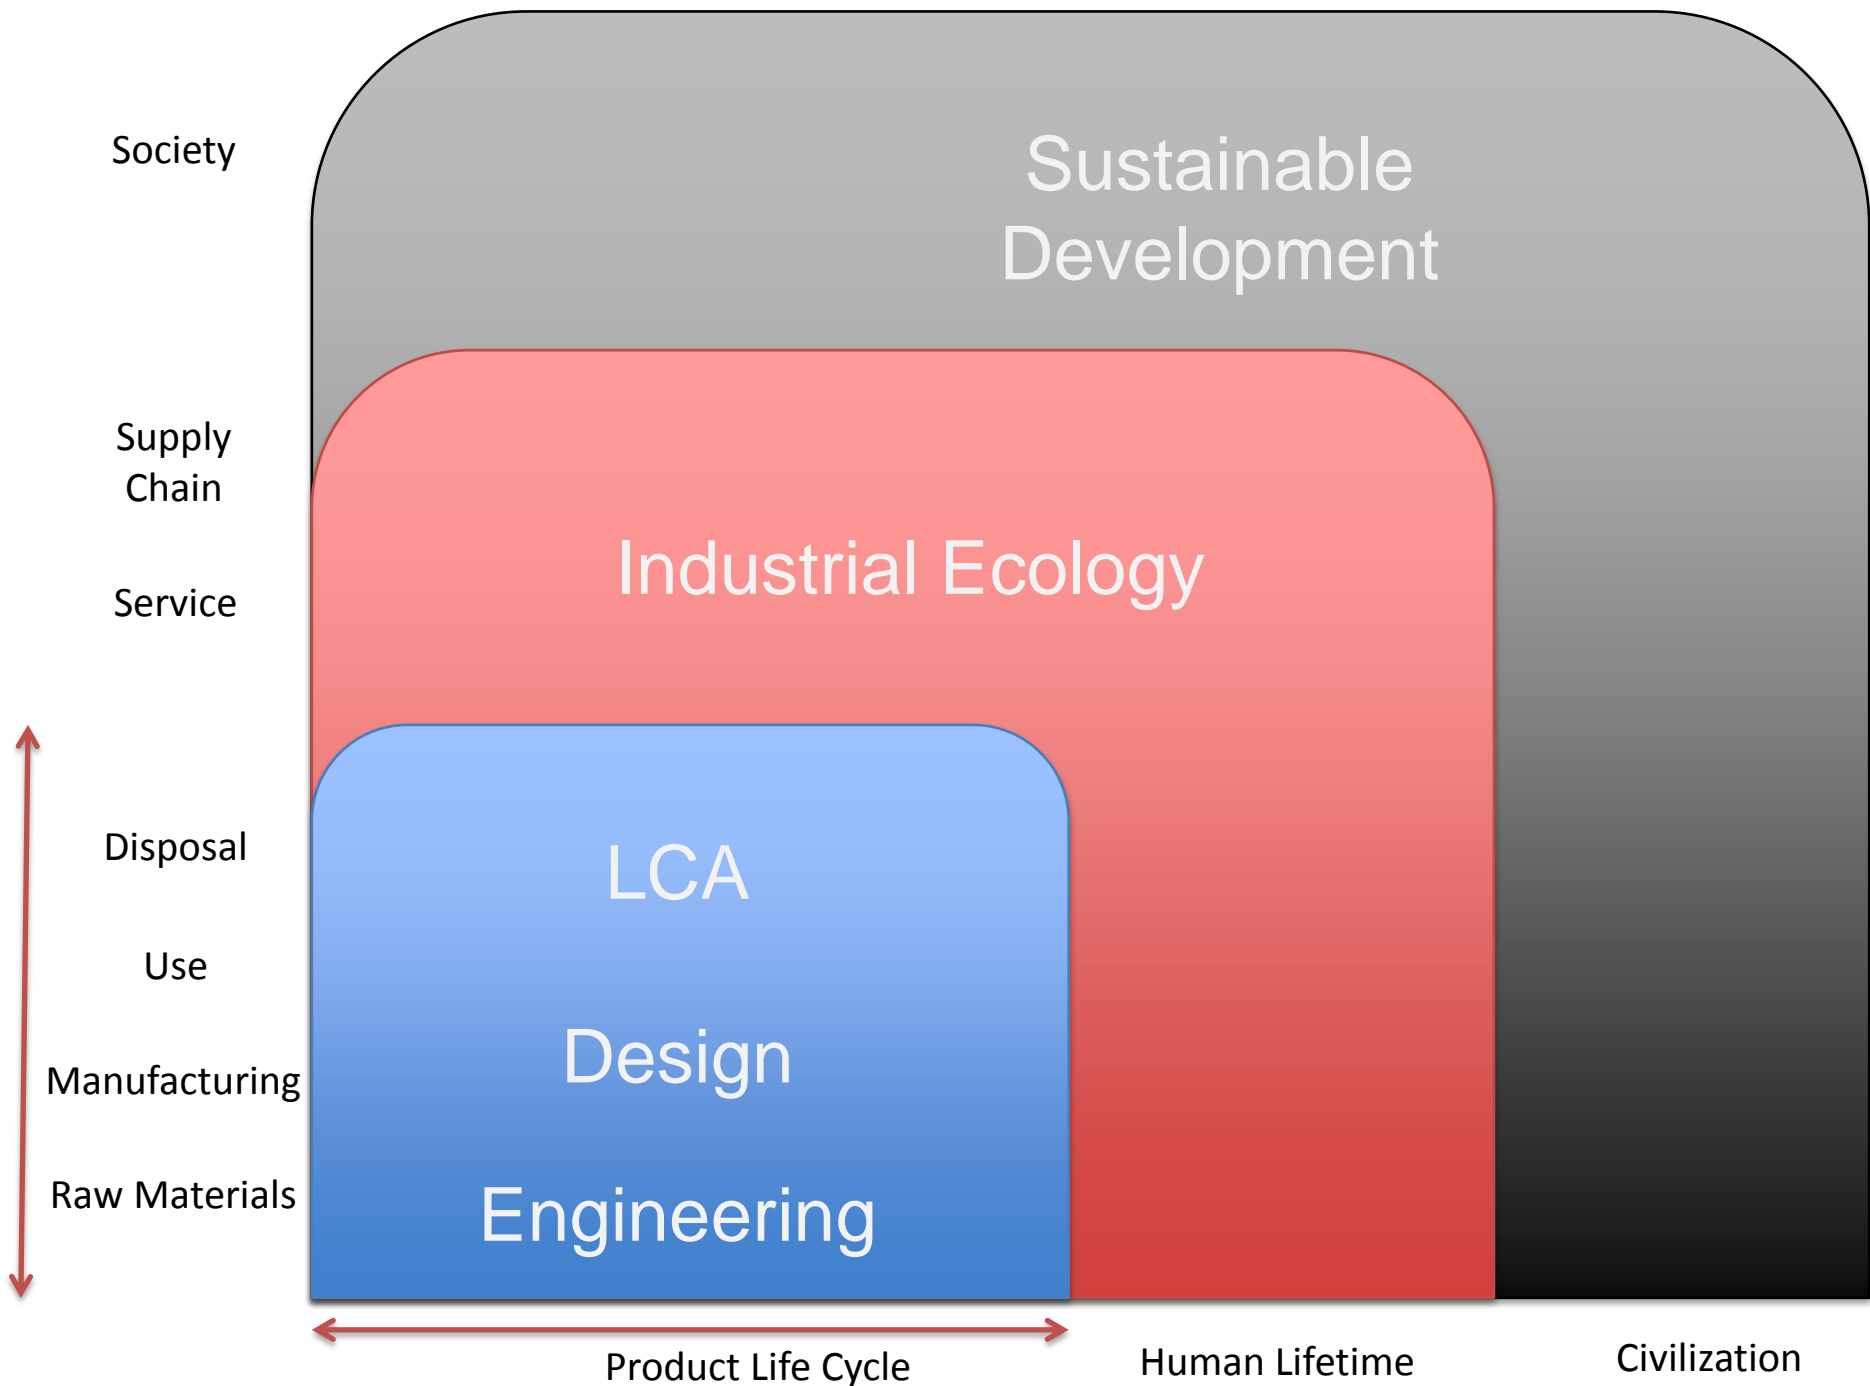 Society
Sustainable
Development
Supply
Chain
Industrial Ecology
Service
Disposal
LCA
Use
Design
Manufacturing
Raw Materials
Engineering
Product Life Cycle
Human Lifetime
Civilization